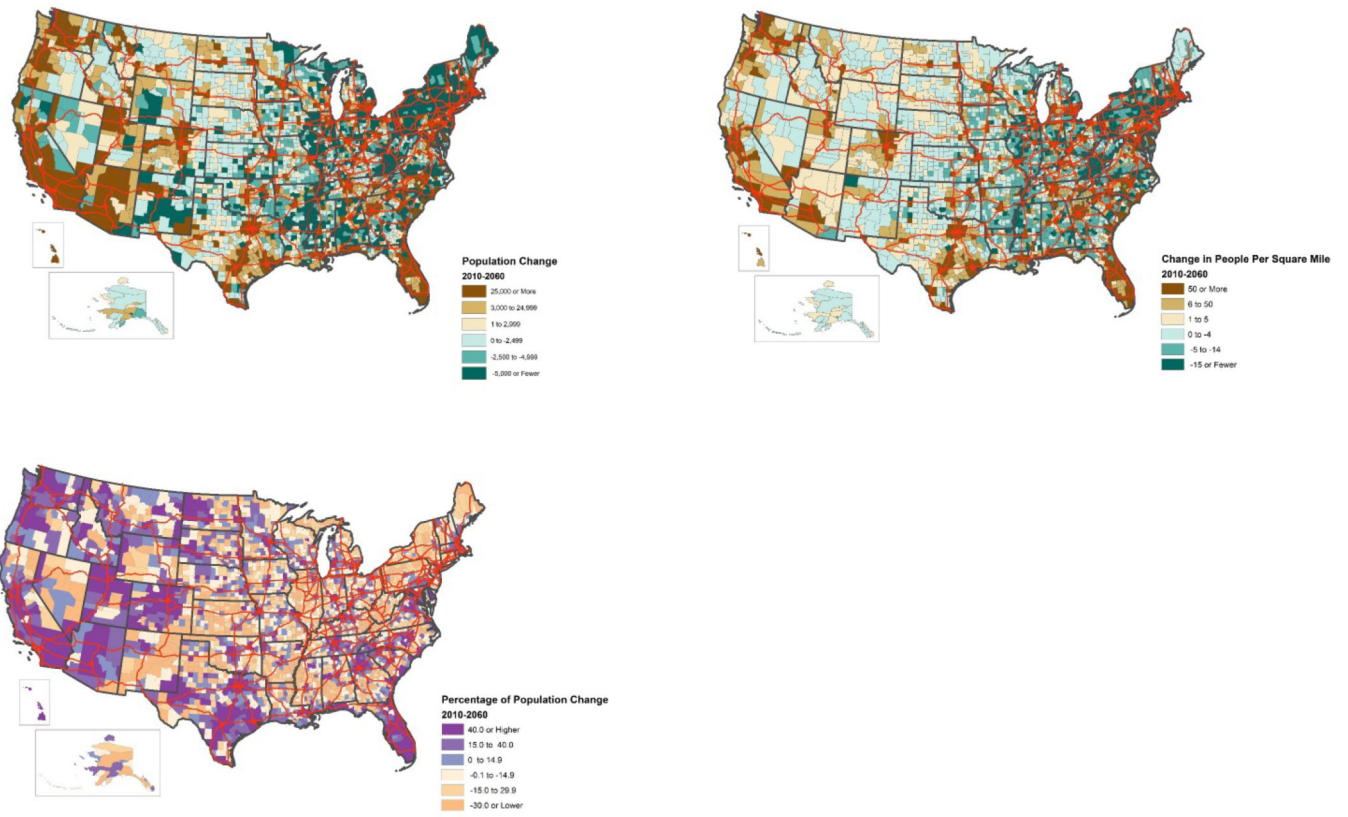 Population Change
2010-2060
25,000 or More
3,000 to 24,999
1 to 2,999
0 to -2,499
-2,500 to -4,999
-5,000 or Fewer
Change in People Per Square Mile
2010-2060
50 or More
6 to 50
1 to 5
0 to -4
-5 to -14
-15 or Fewer
Percentage of Population Change
2010-2060
40.0 or Higher
15.0 to 40.0
0 to 14.9
-0.1 to -14.9
-15.0 to 29.9
-30.0 or Lower